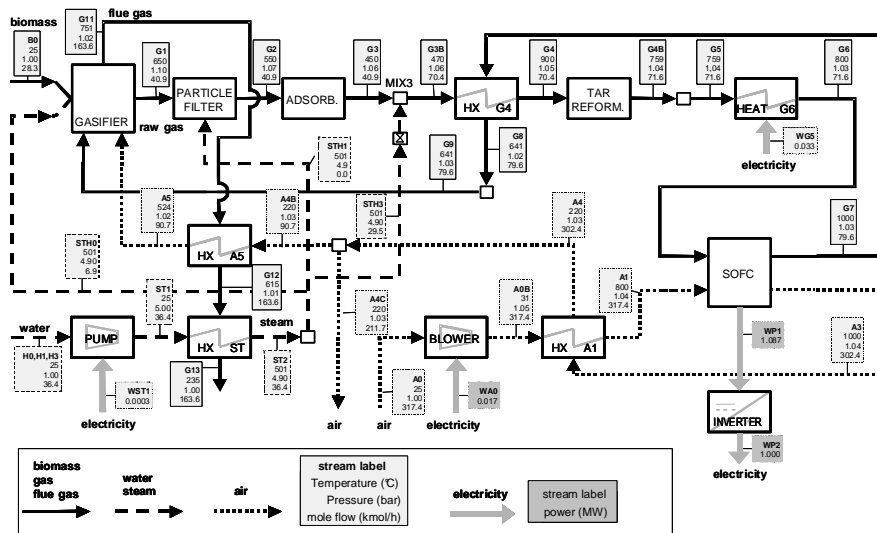 biomass
B0
25
1.00
28.3
G11
751
1.02
163.6
flue gas
G1
650
1.10
40.9
G2
550
1.07
40.9
G3
450
1.06
40.9
G3B
470
1.06
70.4
G4
900
1.05
70.4
G4B
759
1.04
71.6
G5
759
1,04
71.6
G6
800
1.03
71.6
GASIFIER
PARTICLE
FILTER
ADSORB.
MIX3
HX G4
TAR
REFORM.
HEAT G6
raw gas
STH1
501
4.9
0.0
G9
641
1.03
79.6
G8
641
1.02
79.6
WG5
0.033
electricity
A5
524
1.02
90.7
A4B
220
1.03
90.7
STH3
501
4.90
29.5
A4
220
1.03
302.4
G7
1000
1.03
79.6
STH0
501
4.90
6.9
HX A5
G12
615
1.01
163.6
SOFC
ST1
25
5.00
36.4
A4C
220
1.03
211.7
A0B
31
1.05
317.4
A1
800
1.04
317.4
water
PUMP
HX ST
steam
BLOWER
HX A1
WP1
1.087
A3
1000
1.04
302.4
H0,H1,H3
25
1.00
36.4
WST1
0.0003
G13
235
1.00
163.6
ST2
501
4.90
36.4
A0
25
1.00
317.4
WA0
0.017
electricity
air
air
electricity
INVERTER
WP2
1.000
electricity
biomass
gas
flue gas
water
steam
air
stream label
Temperature (°C)
Pressure (bar)
mole flow (kmol/h)
electricity
stream label
power (MW)